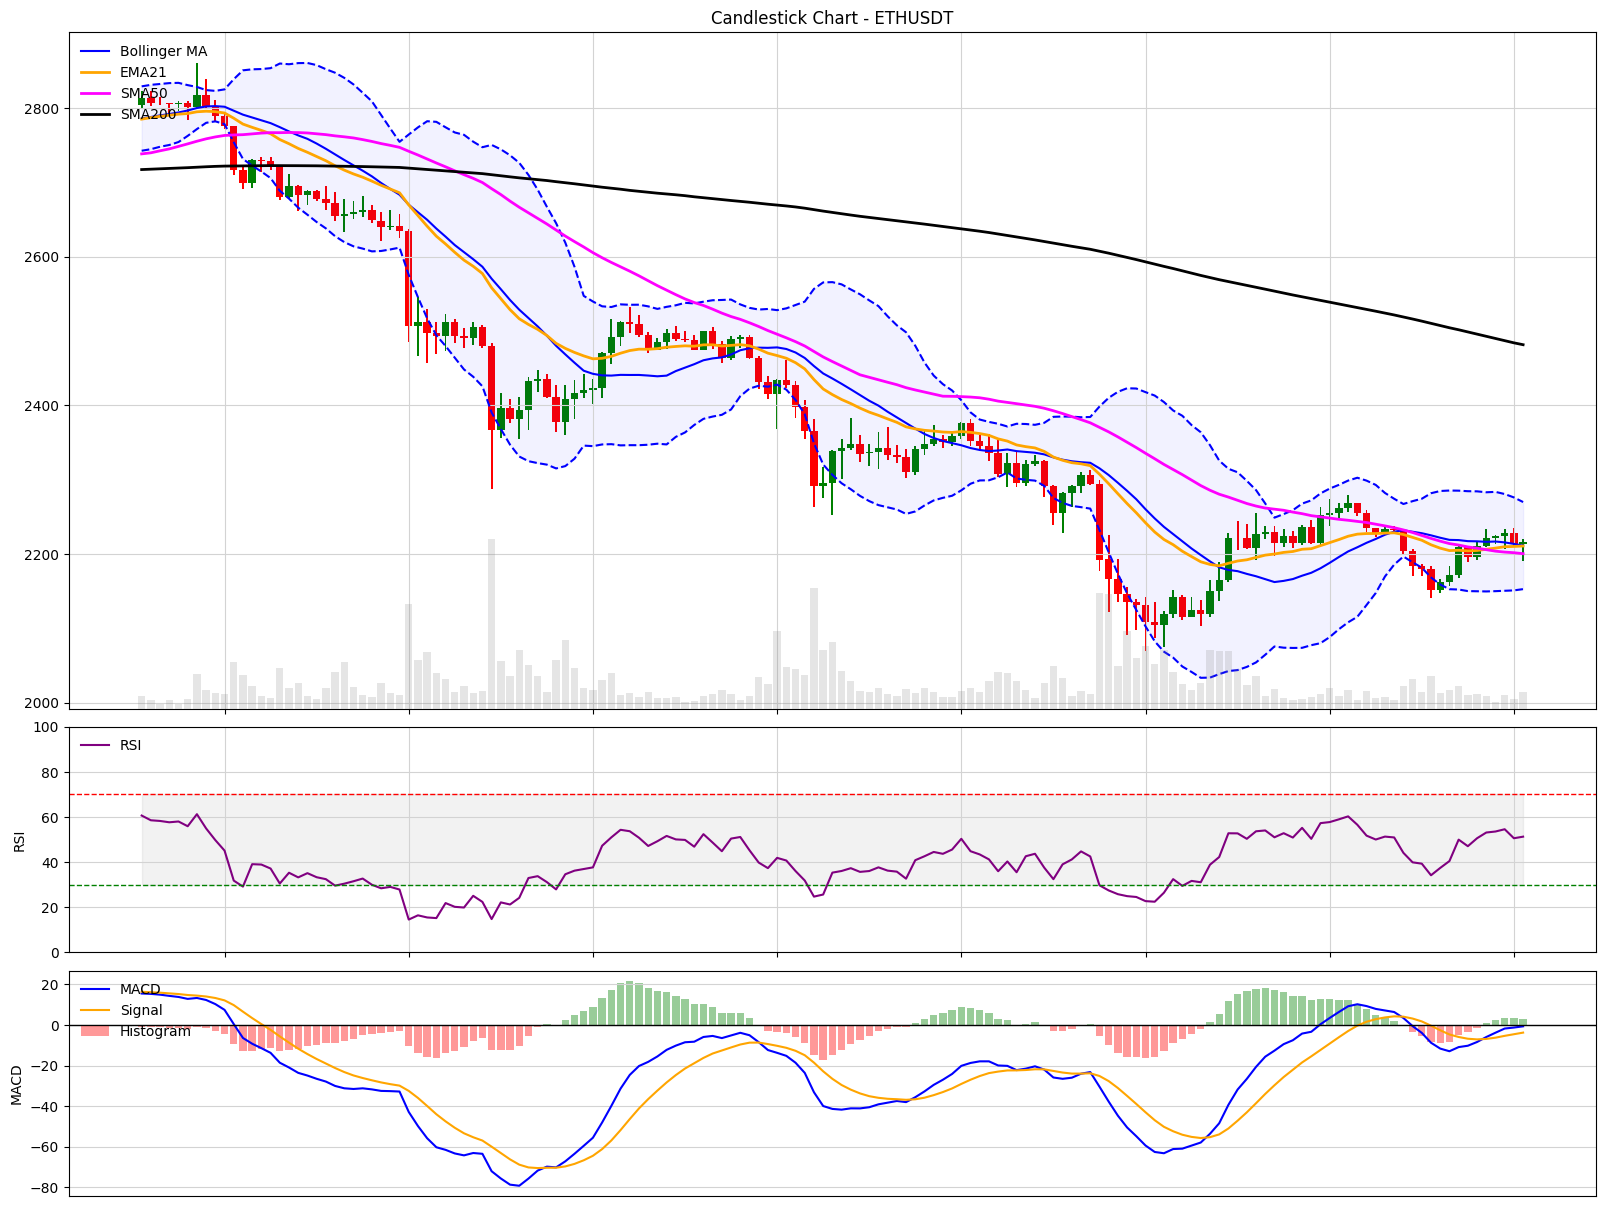 Candlestick Chart - ETHUSDT
Bollinger MA
EMA21
SMA50
SMA200
2800
2600
2400
2200
2000
RSI
100
80
60
40
20
0
RSI
MACD
Signal
Histogram
20
0
−20
−40
−60
−80
MACD